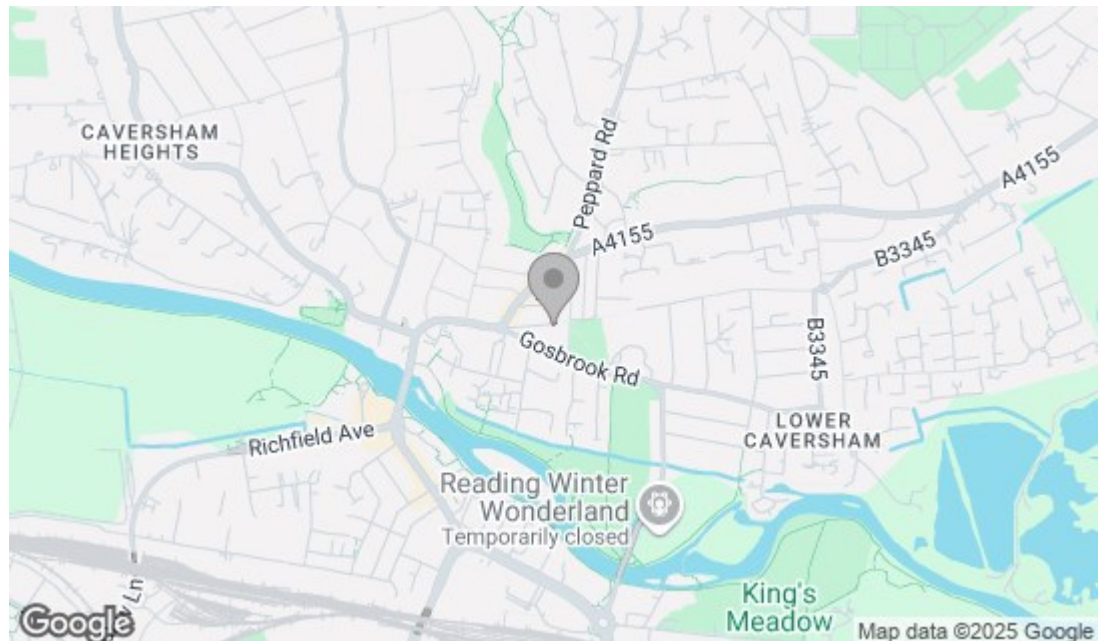 CAVERSHAM
HEIGHTS
Peppard Rd
A4155
A4155
B3345
B3345
Gosbrook Rd
LOWER
CAVERSHAM
Richfield Ave
Reading Winter
Wonderland
Temporarily closed
King's
Meadow
Ln
Google
Map data ©2025 Google